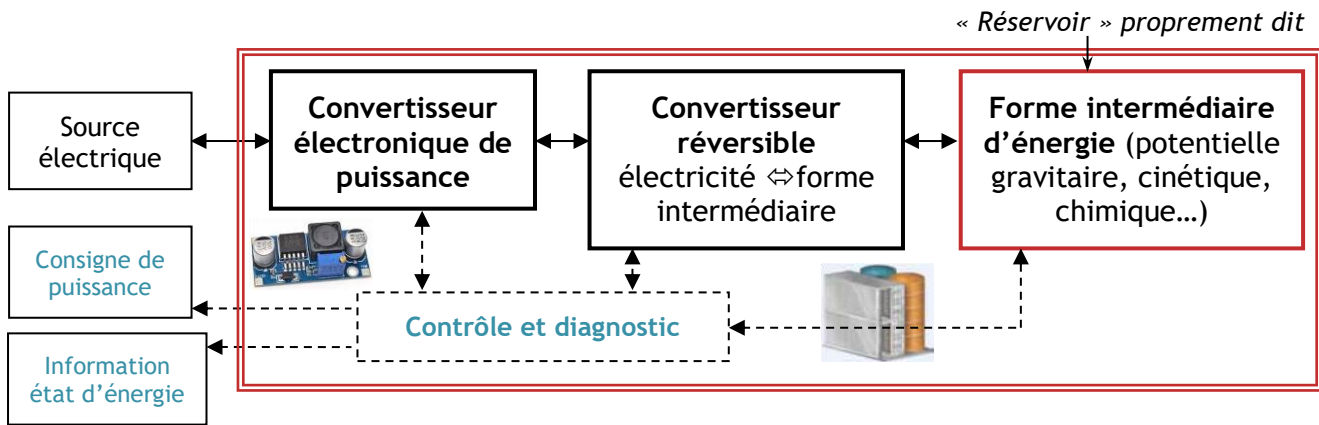 « Réservoir » proprement dit
Source
électrique
Convertisseur
électronique de
puissance
Convertisseur
réversible
électricité ⬄forme
intermédiaire
Forme intermédiaire
d’énergie (potentielle
gravitaire, cinétique,
chimique…)
Consigne de
puissance
Contrôle et diagnostic
Information
état d’énergie